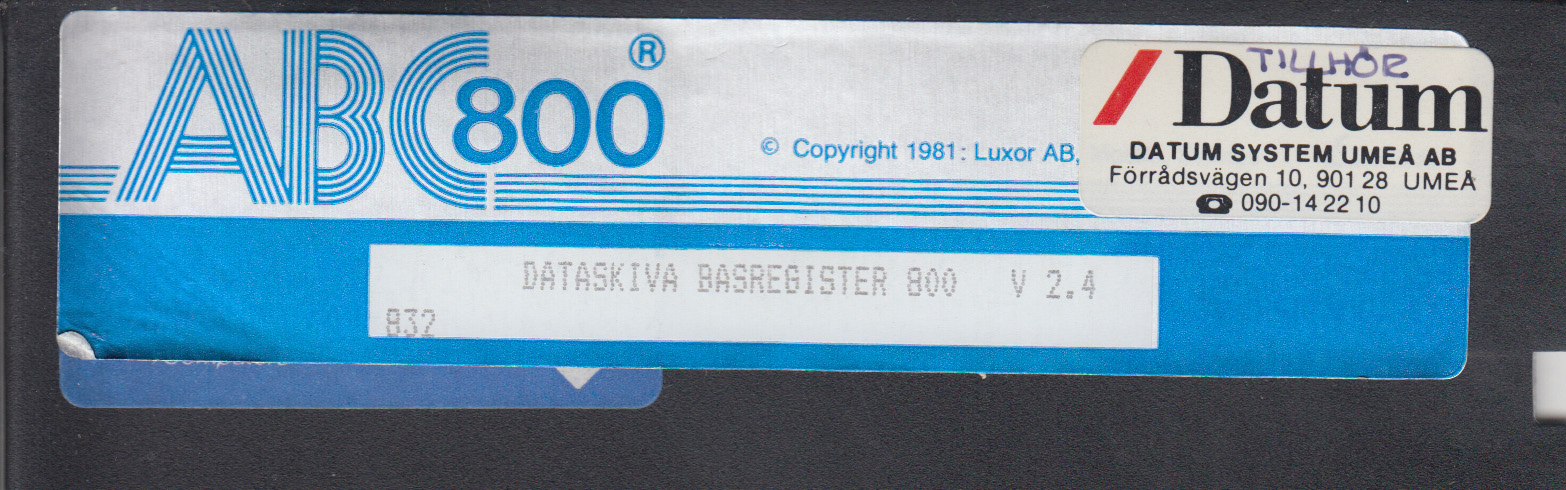 ABC800®
© Copyright 1981: Luxor AB,
TILLHÖR
Datum
DATUM SYSTEM UMEÅ AB
Förrådsvägen 10, 901 28 UMEÅ
☎ 090-14 22 10
DATASKIVA BASREGISTER 800 V 2.4
832